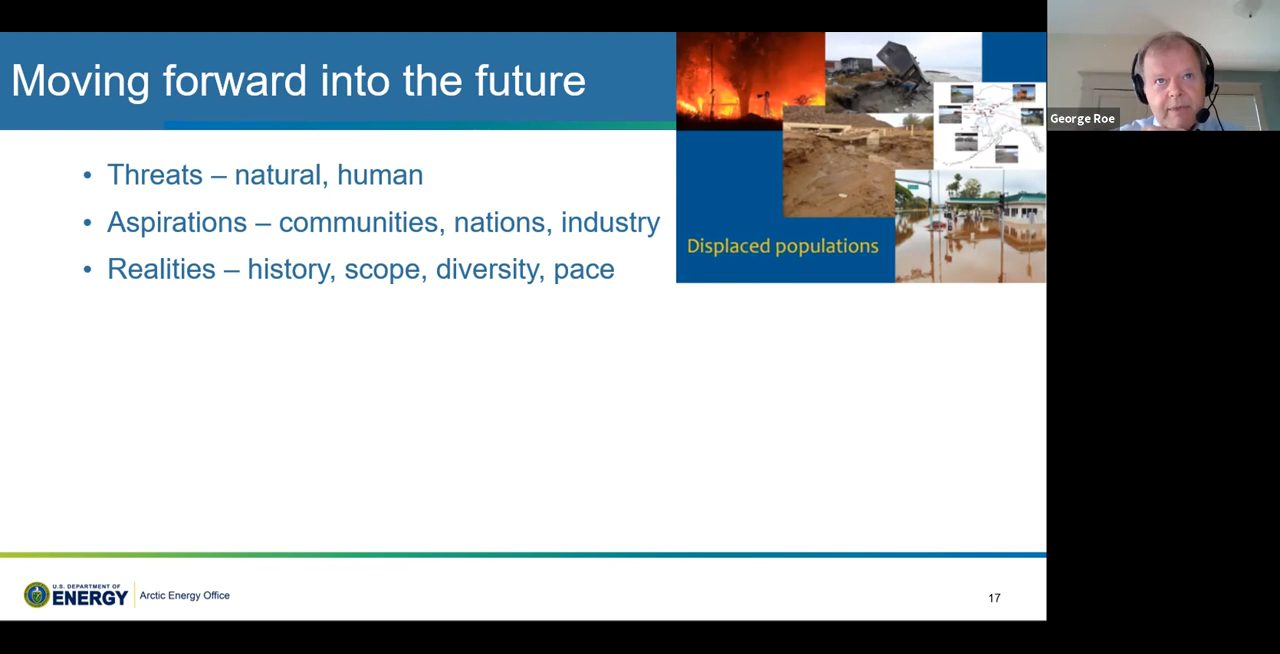 Moving forward into the future
• Threats – natural, human
• Aspirations – communities, nations, industry
• Realities – history, scope, diversity, pace
Displaced populations
George Roe
U.S. DEPARTMENT OF
ENERGY
Arctic Energy Office
17